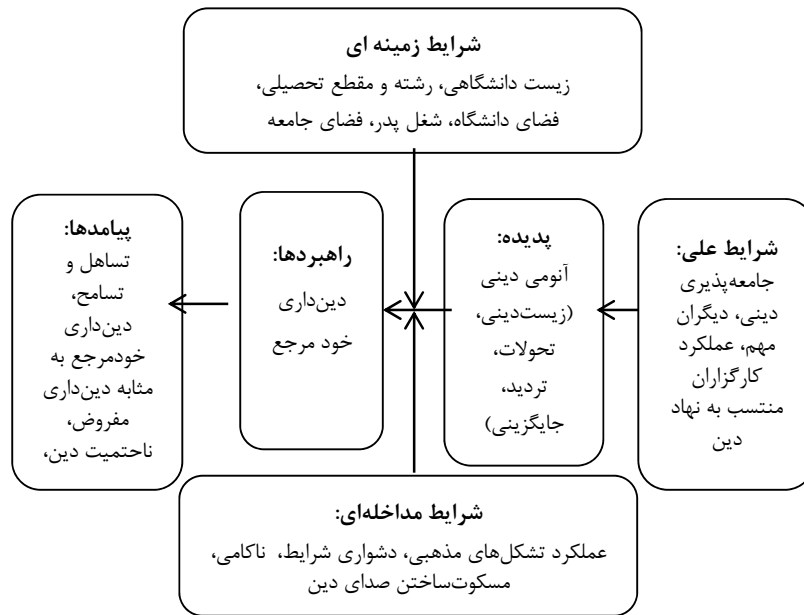 شرایط زمینه ای
زیست دانشگاهی، رشته و مقطع تحصیلی،
فضای دانشگاه، شغل پدر، فضای جامعه
شرایط علی:
جامعه‌پذیری
دینی، دیگران
مهم، عملکرد
کارگزاران
منتسب به نهاد
دین
پدیده:
آنومی دینی
(زیست‌دینی،
تحولات،
تردید،
جایگزینی)
راهبردها:
دین‌داری
خود مرجع
پیامدها:
تساهل و
تسامح،
دین‌داری
خودمرجع به
مثابه دین‌داری
مفروض،
ناحتمیت دین،
شرایط مداخله‌ای:
عملکرد تشکل‌های مذهبی، دشواری شرایط، ناکامی،
مسکوت‌ساختن صدای دین